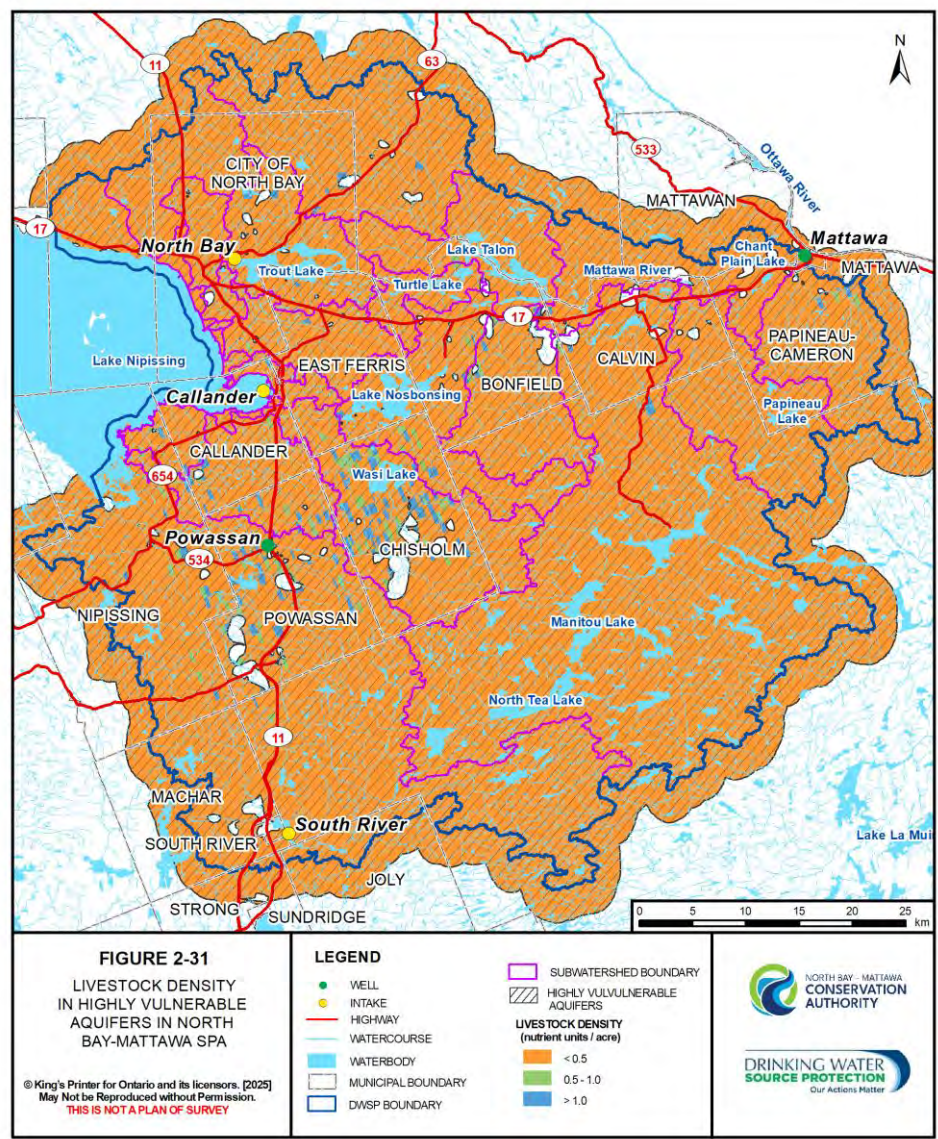 N
11
63
533
Ottawa River
CITY OF
NORTH BAY
MATTAWAN
17
North Bay
Mattawa
Lake Talon
Chant
Plain Lake
MATTAWA
Trout Lake
Mattawa River
Turtle Lake
17
Lake Nipissing
EAST FERRIS
CALVIN
PAPINEAU-
CAMERON
BONFIELD
Callander
Lake Nosbonsing
Papineau
Lake
CALLANDER
654
Wasi Lake
Powassan
534
CHISHOLM
NIPISSING
POWASSAN
Manitou Lake
North Tea Lake
11
MACHAR
South River
SOUTH RIVER
Lake La Mui
JOLY
STRONG
SUNDRIDGE
0 5 10 15 20 25
km
FIGURE 2-31
LIVESTOCK DENSITY
IN HIGHLY VULNERABLE
AQUIFERS IN NORTH
BAY-MATTAWA SPA
© King's Printer for Ontario and its licensors. [2025]
May Not be Reproduced without Permission.
THIS IS NOT A PLAN OF SURVEY
LEGEND
WELL
INTAKE
HIGHWAY
WATERCOURSE
WATERBODY
MUNICIPAL BOUNDARY
DWSP BOUNDARY
SUBWATERSHED BOUNDARY
HIGHLY VULVULNERABLE
AQUIFERS
LIVESTOCK DENSITY
(nutrient units / acre)
< 0.5
0.5 - 1.0
> 1.0
NORTH BAY - MATTAWA
CONSERVATION
AUTHORITY
DRINKING WATER
SOURCE PROTECTION
Our Actions Matter